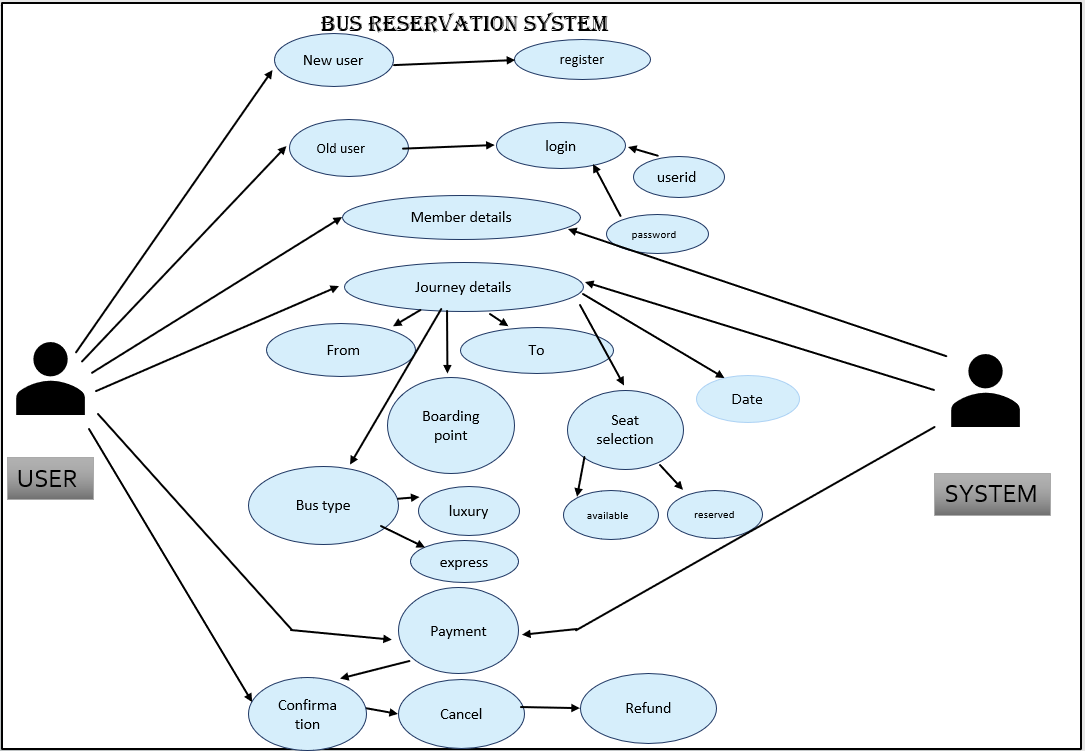 BUS RESERVATION SYSTEM
New user
register
Old user
login
userid
Member details
password
Journey details
From
To
Date
Boarding
point
Seat
selection
USER
SYSTEM
Bus type
luxury
available
reserved
express
Payment
Confirma
tion
Cancel
Refund